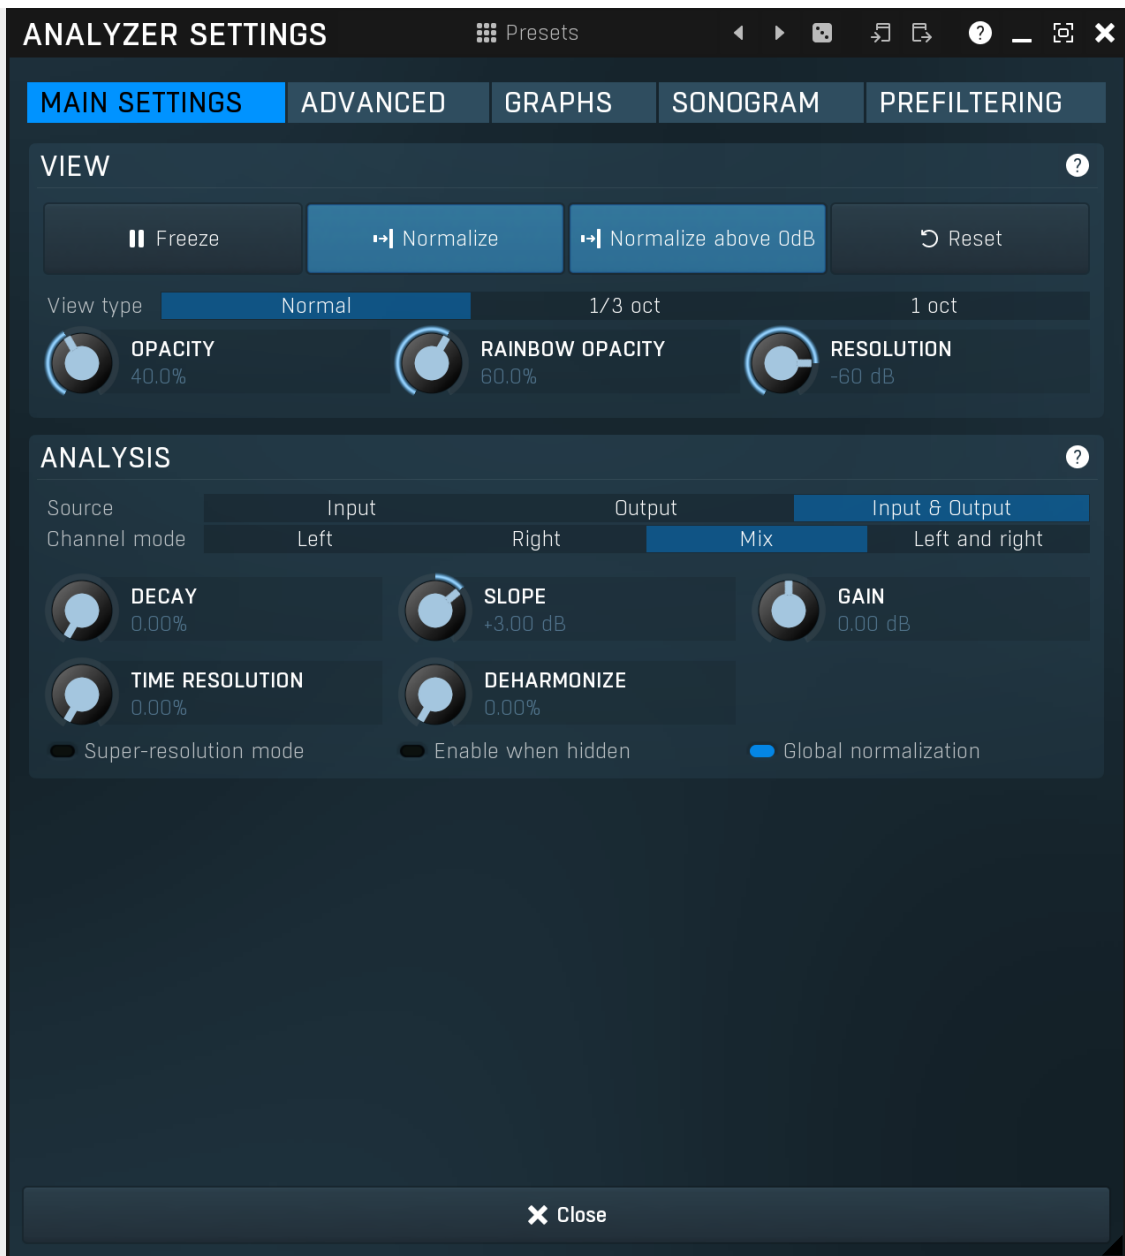 ANALYZER SETTINGS Presets ?
MAIN SETTINGS ADVANCED GRAPHS SONOGRAM PREFILTERING
VIEW ?
Freeze Normalize Normalize above 0dB Reset
View type Normal 1/3 oct 1 oct
OPACITY RAINBOW OPACITY RESOLUTION
40.0% 60.0% -60 dB
ANALYSIS ?
Source Input Output Input & Output
Channel mode Left Right Mix Left and right
DECAY SLOPE GAIN
0.00% +3.00 dB 0.00 dB
TIME RESOLUTION DEHARMONIZE
0.00% 0.00%
Super-resolution mode Enable when hidden Global normalization
Close